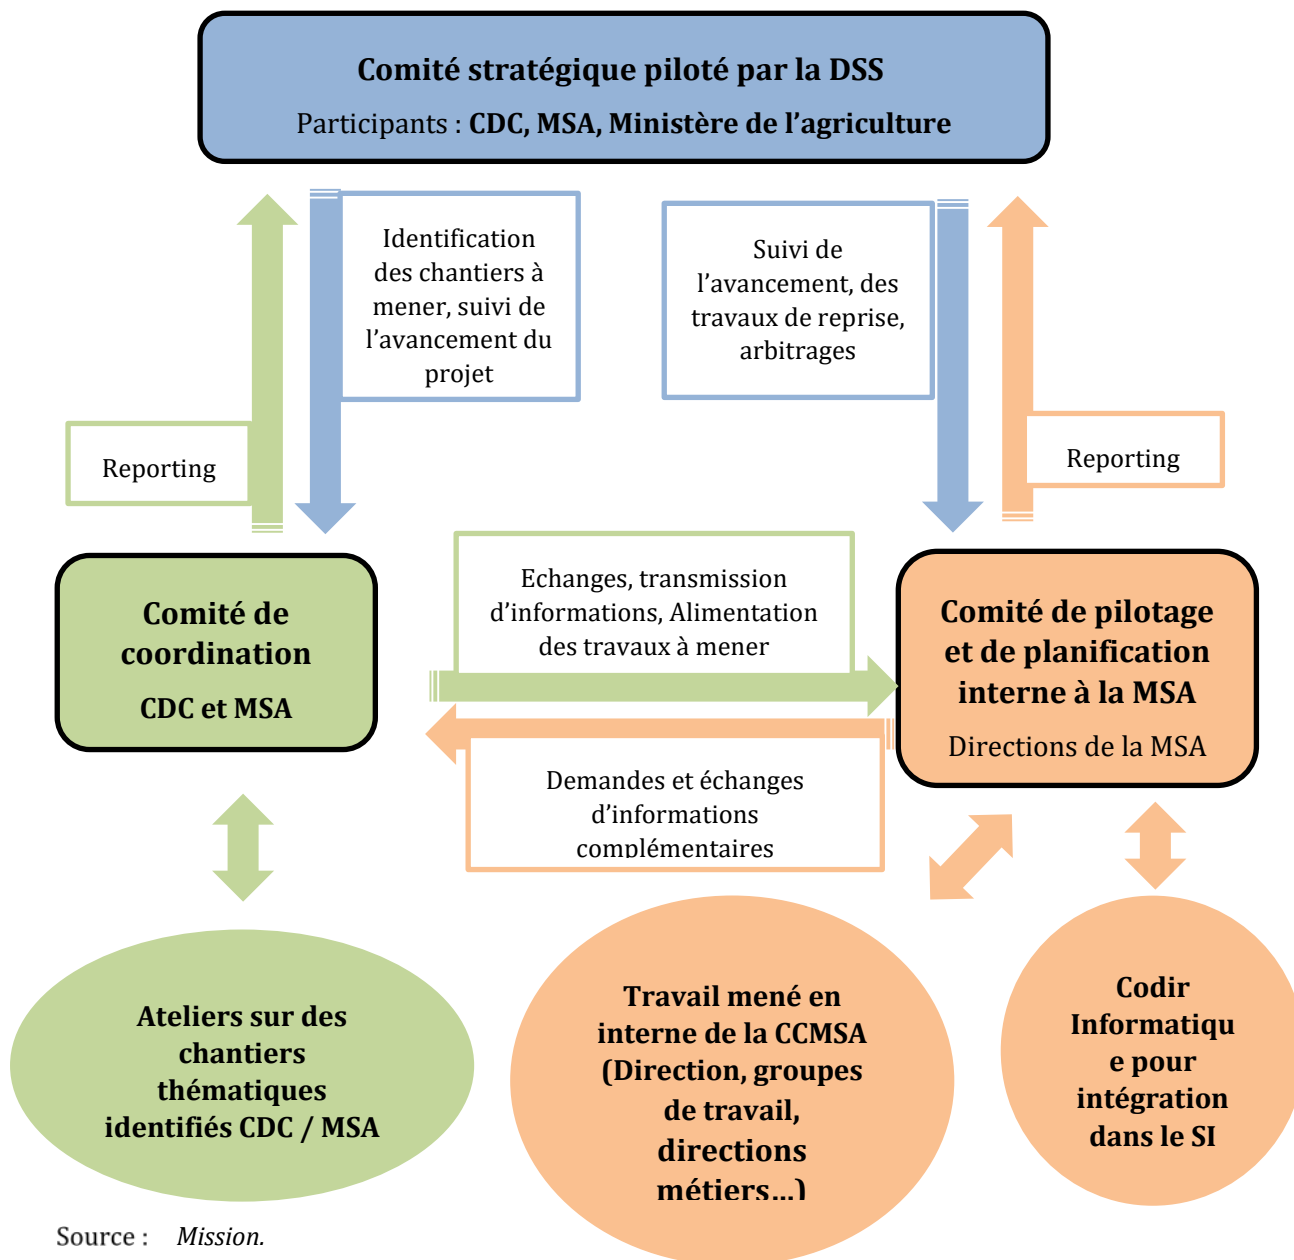 Comité stratégique piloté par la DSS
Participants : CDC, MSA, Ministère de l’agriculture
Identification
des chantiers à
mener, suivi de
l’avancement du
projet
Suivi de
l’avancement, des
travaux de reprise,
arbitrages
Reporting
Reporting
Comité de
coordination
CDC et MSA
Echanges, transmission
d’informations, Alimentation
des travaux à mener
Comité de pilotage
et de planification
interne à la MSA
Directions de la MSA
Demandes et échanges
d’informations
complémentaires
Ateliers sur des
chantiers
thématiques
identifiés CDC / MSA
Travail mené en
interne de la CCMSA
(Direction, groupes
de travail,
directions
métiers…)
Codir
Informatiqu
e pour
intégration
dans le SI
Source : Mission.